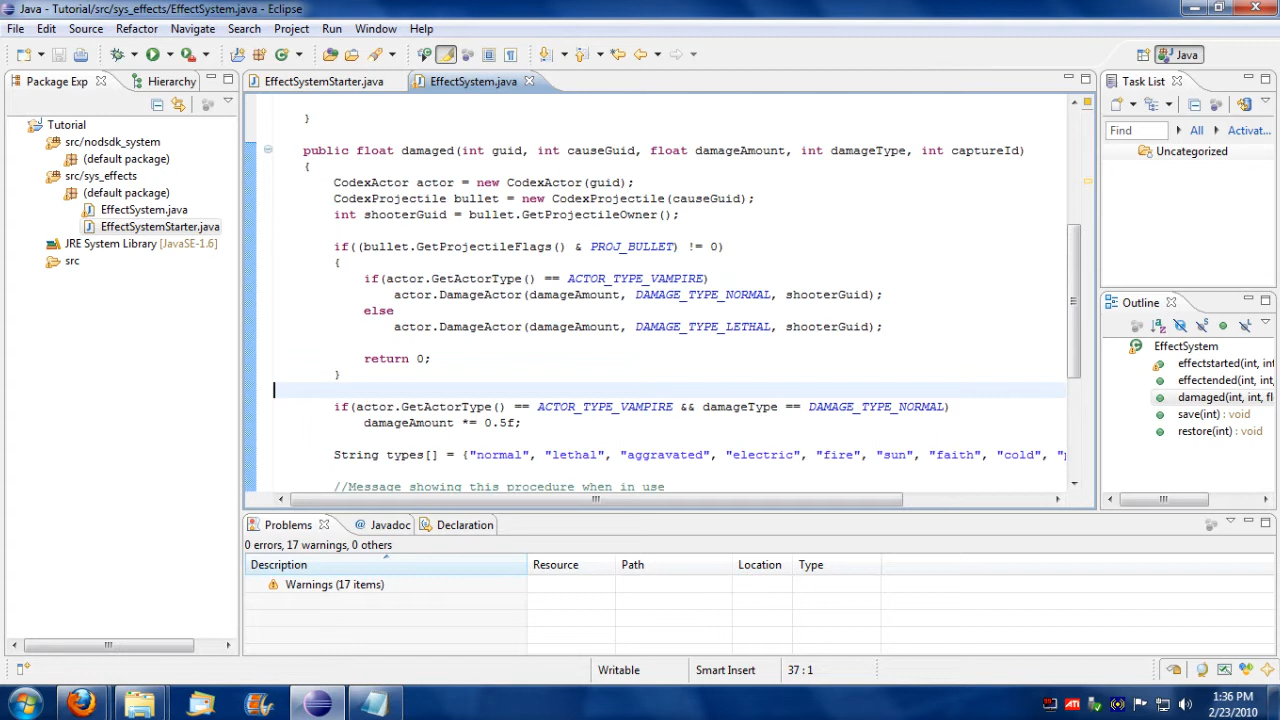 Java - Tutorial/src/sys_effects/EffectSystem.java - Eclipse
File Edit Source Refactor Navigate Search Project Run Window Help
Java
Package Exp Hierarchy
EffectSystemStarter.java EffectSystem.java
Task List
Find All Activat...
Uncategorized
Tutorial
src/nodsdk_system
(default package)
src/sys_effects
(default package)
EffectSystem.java
EffectSystemStarter.java
JRE System Library [JavaSE-1.6]
src
}
public float damaged(int guid, int causeGuid, float damageAmount, int damageType, int captureId)
{
CodexActor actor = new CodexActor(guid);
CodexProjectile bullet = new CodexProjectile(causeGuid);
int shooterGuid = bullet.GetProjectileOwner();
if((bullet.GetProjectileFlags() & PROJ_BULLET) != 0)
{
if(actor.GetActorType() == ACTOR_TYPE_VAMPIRE)
actor.DamageActor(damageAmount, DAMAGE_TYPE_NORMAL, shooterGuid);
else
actor.DamageActor(damageAmount, DAMAGE_TYPE_LETHAL, shooterGuid);
return 0;
}
if(actor.GetActorType() == ACTOR_TYPE_VAMPIRE && damageType == DAMAGE_TYPE_NORMAL)
damageAmount *= 0.5f;
String types[] = {"normal", "lethal", "aggravated", "electric", "fire", "sun", "faith", "cold", "
//Message showing this procedure when in use
Outline
EffectSystem
effectstarted(int, int
effectended(int, int,
damaged(int, int, fl
save(int) : void
restore(int) : void
Problems Javadoc Declaration
0 errors, 17 warnings, 0 others
Description Resource Path Location Type
Warnings (17 items)
Writable Smart Insert 37 : 1
ATI
1:36 PM
2/23/2010